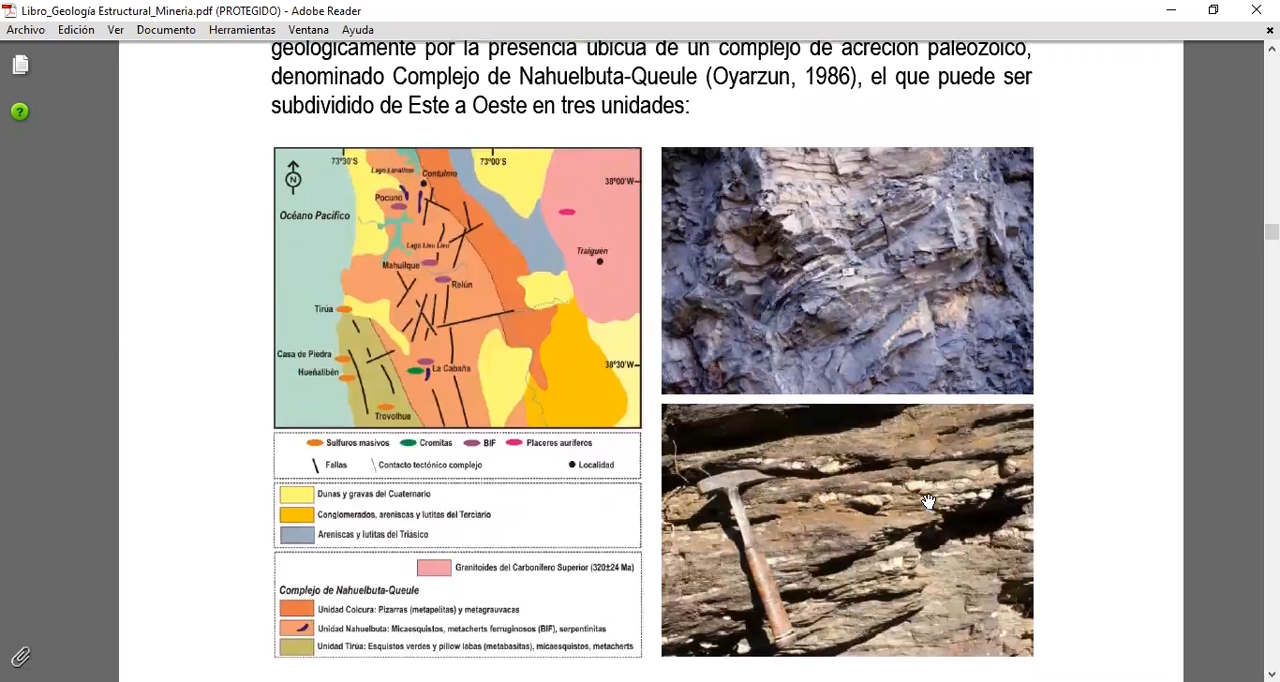 Libro_Geología Estructural_Mineria.pdf (PROTEGIDO) - Adobe Reader
Archivo Edición Ver Documento Herramientas Ventana Ayuda
geológicamente por la presencia ubicua de un complejo de acreción paleozoico,
denominado Complejo de Nahuelbuta-Queule (Oyarzun, 1986), el que puede ser
subdividido de Este a Oeste en tres unidades:
73°30'S 73°00'S
N
Lago Lanalhue
Contulmo
38°00'W
Pocuno
Océano Pacífico
Lago Lleu Lleu
Traiguén
Mahuilque
Relún
Tirúa
Casa de Piedra
38°30'W
Hueñalibén
La Cabaña
Trovolhue
Sulfuros masivos Cromitas BIF Placeres auríferos
Fallas Contacto tectónico complejo Localidad
Dunas y gravas del Cuaternario
Conglomerados, areniscas y lutitas del Terciario
Areniscas y lutitas del Triásico
Granitoides del Carbonífero Superior (320±24 Ma)
Complejo de Nahuelbuta-Queule
Unidad Colcura: Pizarras (metapelitas) y metagrauvacas
Unidad Nahuelbuta: Micaesquistos, metacherts ferruginosos (BIF), serpentinitas
Unidad Tirúa: Esquistos verdes y pillow labas (metabasitas), micaesquistos, metacherts